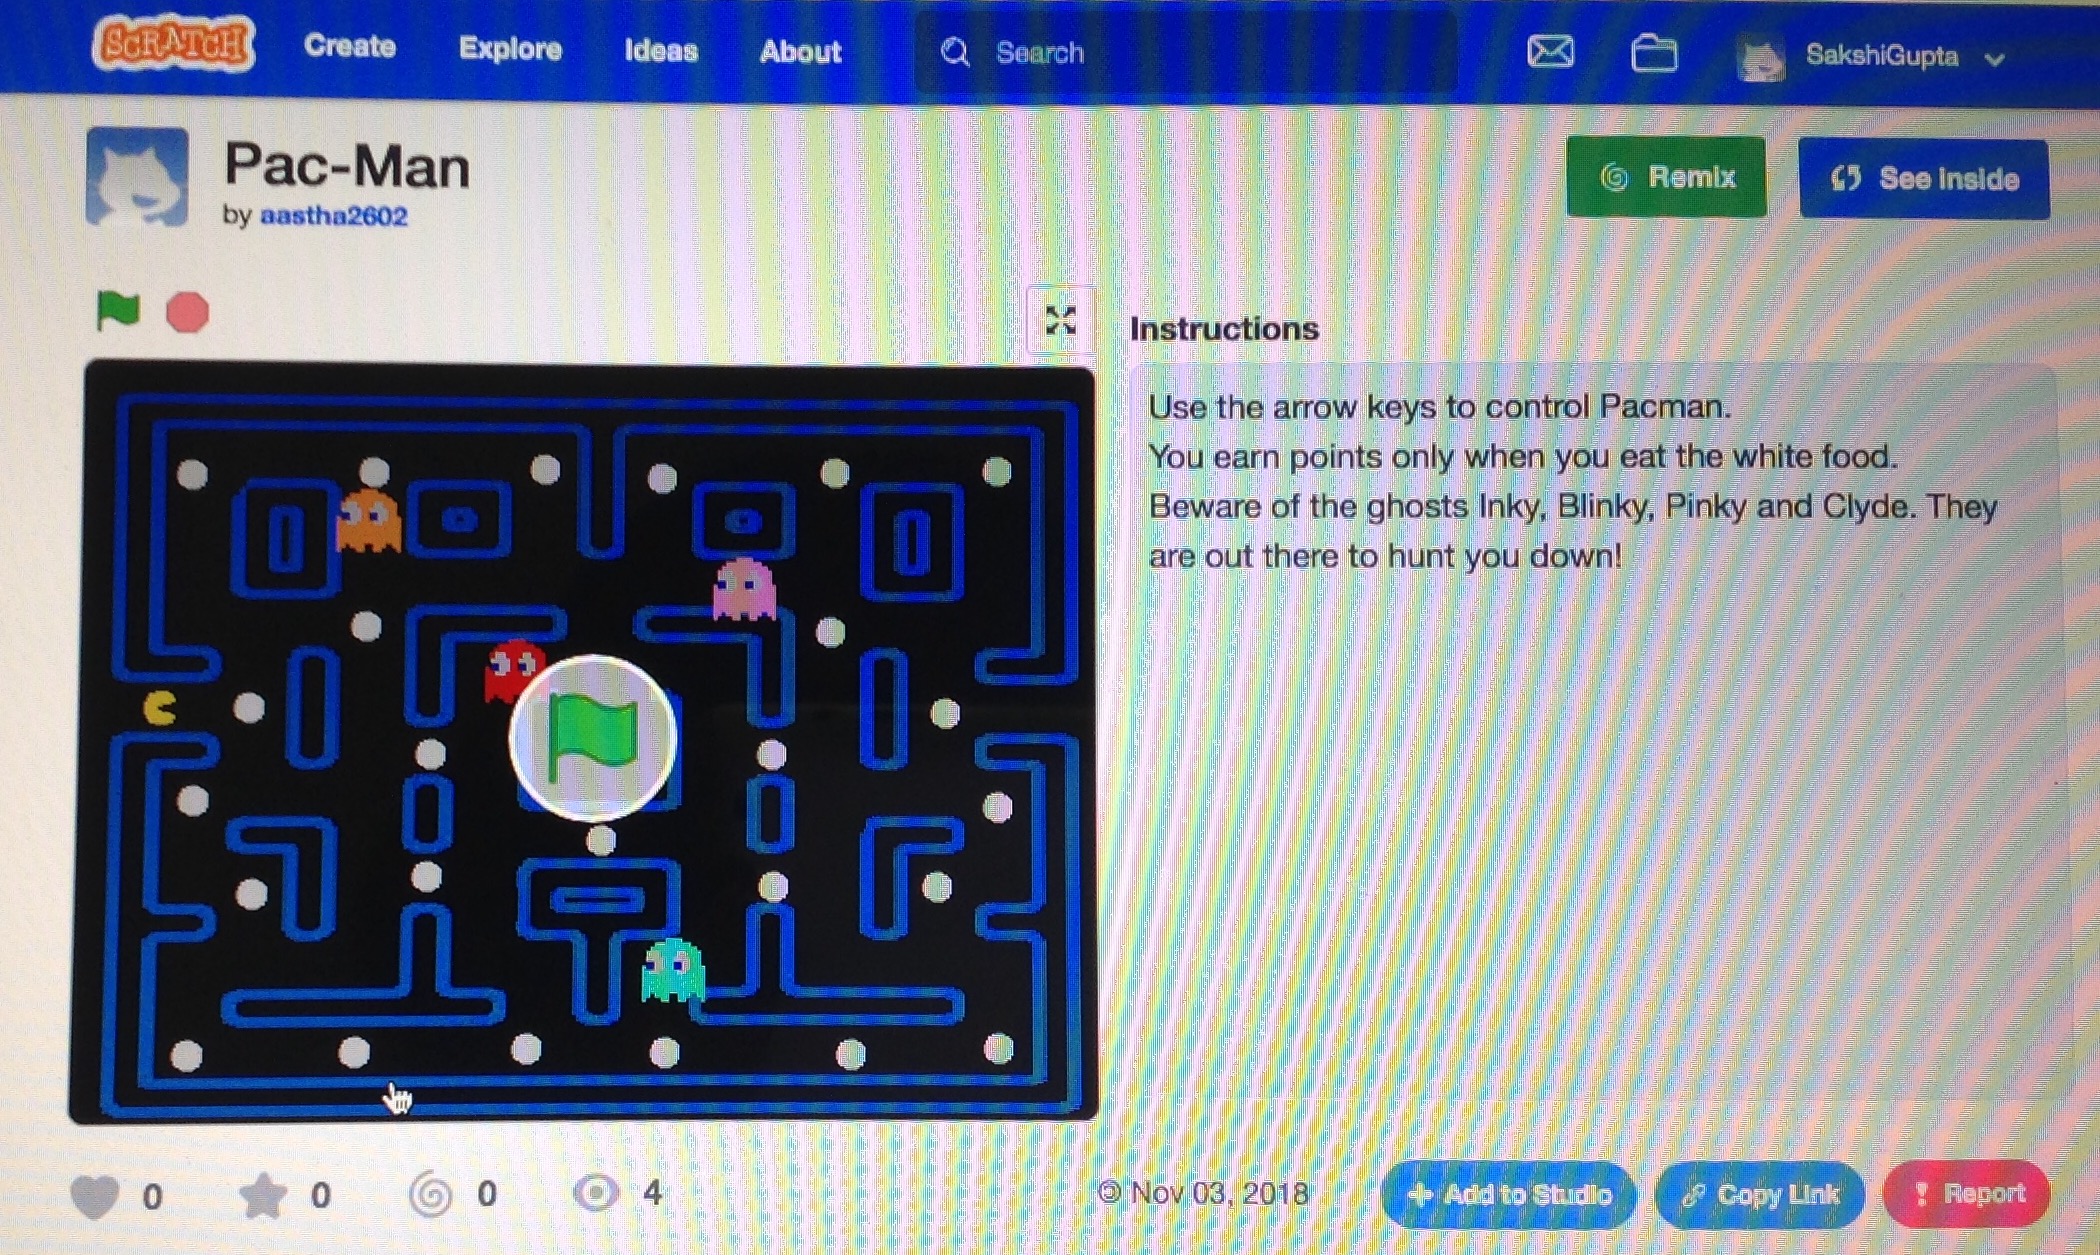 SCRATCH Create Explore Ideas About Search SakshiGupta
Pac-Man
by aastha2602
Remix See inside
Instructions
Use the arrow keys to control Pacman.
You earn points only when you eat the white food.
Beware of the ghosts Inky, Blinky, Pinky and Clyde. They
are out there to hunt you down!
0 0 0 4 © Nov 03, 2018 Add to Studio Copy Link Report